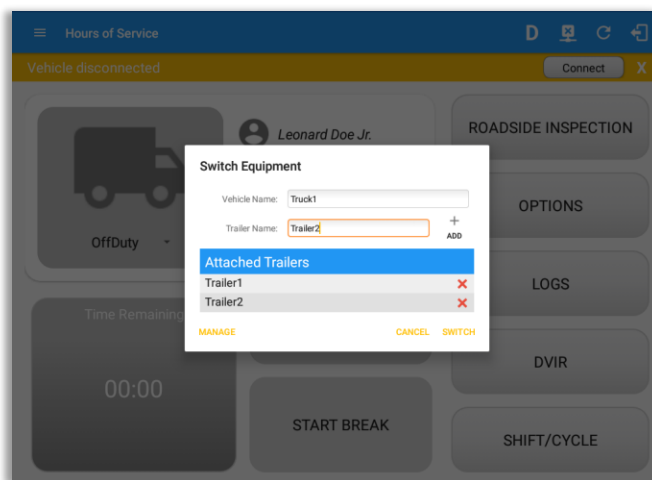 Hours of Service
D
Vehicle disconnected
Connect
X
Leonard Doe Jr.
OffDuty
Time Remaining
00:00
START BREAK
ROADSIDE INSPECTION
OPTIONS
LOGS
DVIR
SHIFT/CYCLE
Switch Equipment
Vehicle Name: Truck1
Trailer Name: Trailer2
ADD
Attached Trailers
Trailer1
Trailer2
MANAGE CANCEL SWITCH